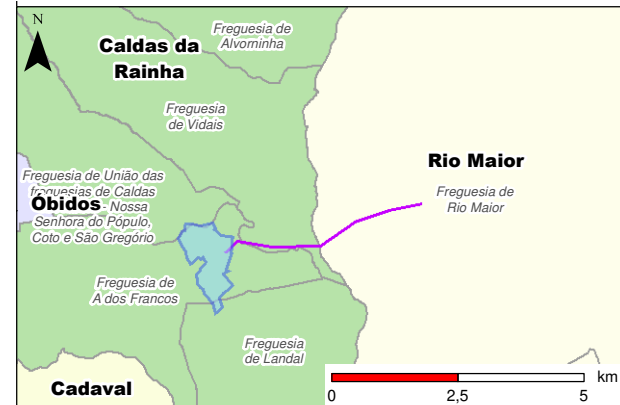 N
Freguesia de
Alvorninha
Caldas da
Rainha
Freguesia
de Vidais
Rio Maior
Freguesia de
Rio Maior
Freguesia de União das
freguesias de Caldas
Óbidos - Nossa
Senhora do Pópulo,
Coto e São Gregório
Freguesia de
A dos Francos
Freguesia
de Landal
Cadaval
km
0
2,5
5